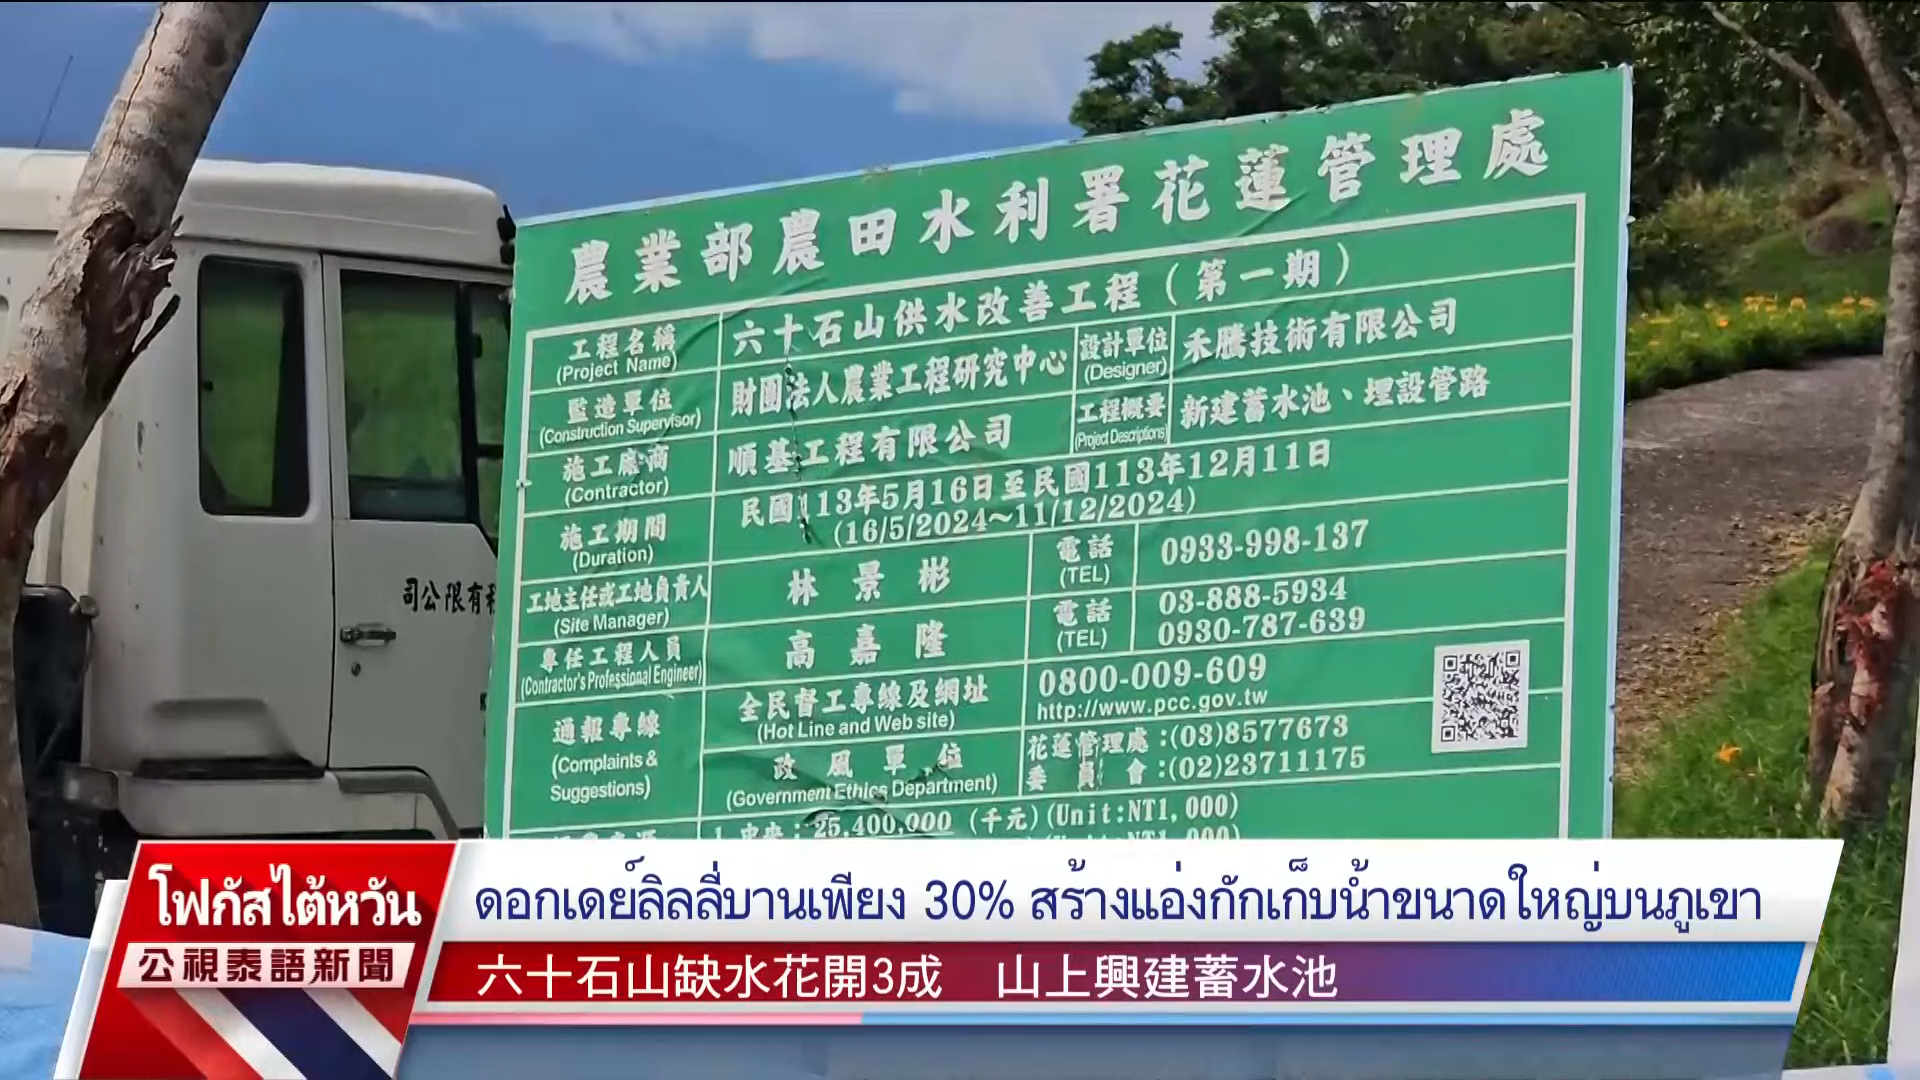 農業部農田水利署花蓮管理處
工程名稱 (Project Name) 六十石山供水改善工程(第一期)
監造單位 (Construction Supervisor) 財團法人農業工程研究中心 設計單位 (Designer) 禾騰技術有限公司
施工廠商 (Contractor) 順基工程有限公司 工程概要 (Project Descriptions) 新建蓄水池、埋設管路
施工期間 (Duration) 民國113年5月16日至民國113年12月11日
(16/5/2024~11/12/2024)
工地主任或工地負責人 (Site Manager) 林景彬 電話 (TEL) 0933-998-137
專任工程人員 (Contractor's Professional Engineer) 高嘉隆 電話 (TEL) 03-888-5934
0930-787-639
通報專線 (Complaints & Suggestions) 全民督工專線及網址 (Hot Line and Web site) 0800-009-609
http://www.pcc.gov.tw
政風單位 (Government Ethics Department) 花蓮管理處:(03)8577673
委員會:(02)23711175
1.中央: 25,400,000 (千元)(Unit:NT1,000)
司公限有程
โฟกัสไต้หวัน
公視泰語新聞
ดอกเดย์ลิลลี่บานเพียง 30% สร้างแอ่งกักเก็บน้ำขนาดใหญ่บนภูเขา
六十石山缺水花開3成 山上興建蓄水池